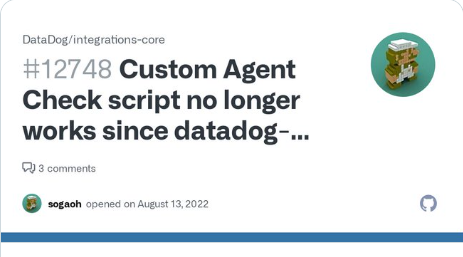 DataDog/integrations-core
#12748 Custom Agent
Check script no longer
works since datadog-...
3 comments
sogaoh opened on August 13, 2022